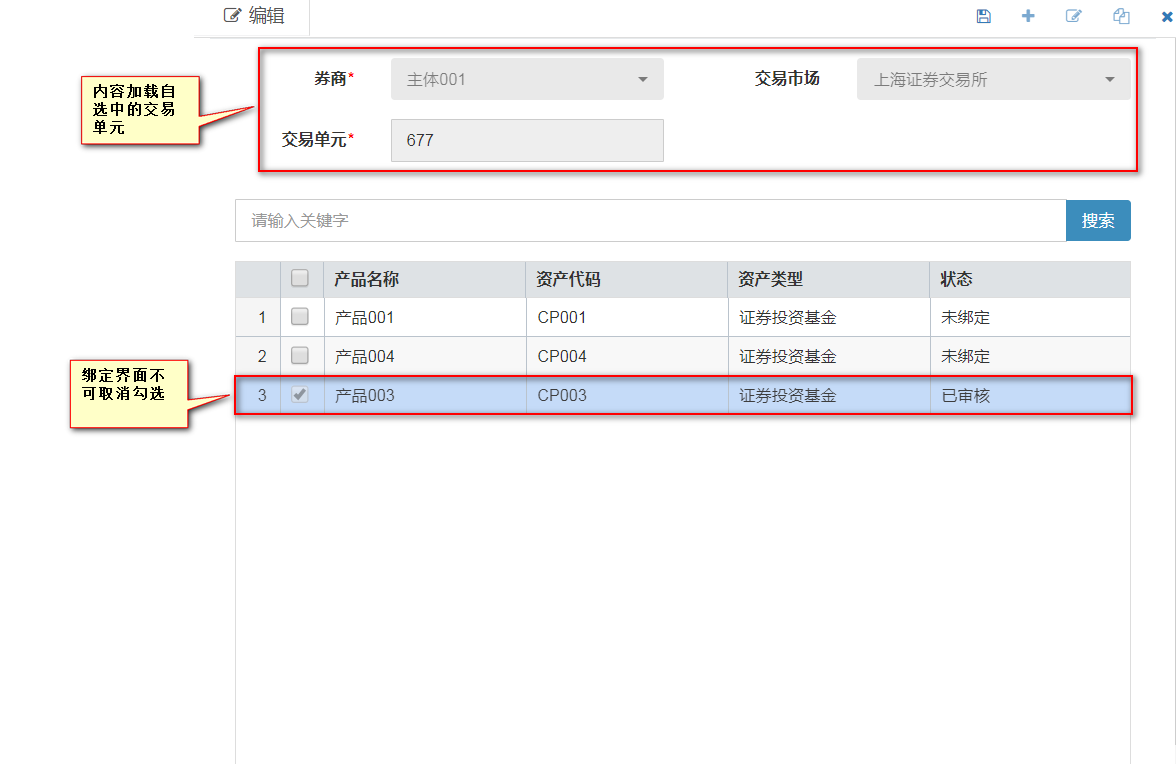 编辑
内容加载自
选中的交易
单元
券商* 主体001 交易市场 上海证券交易所
交易单元* 677
请输入关键字 搜索
产品名称 资产代码 资产类型 状态
1 产品001 CP001 证券投资基金 未绑定
2 产品004 CP004 证券投资基金 未绑定
绑定界面不
可取消勾选
3 产品003 CP003 证券投资基金 已审核